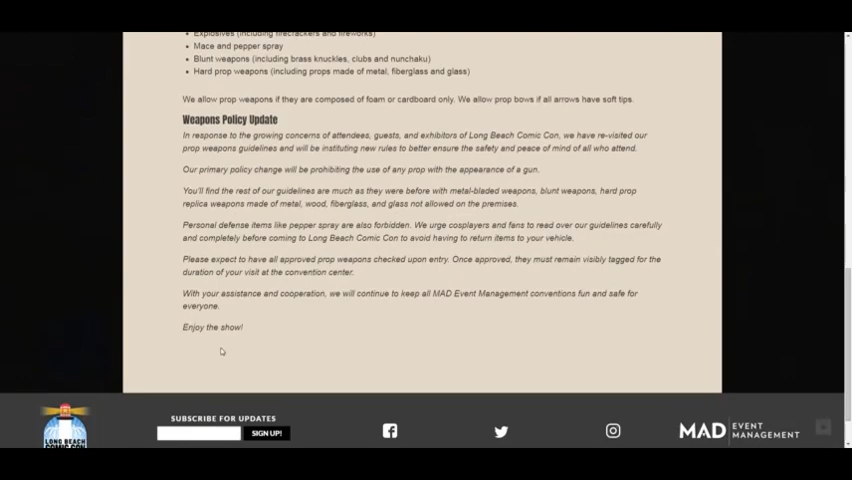 Explosives (including firecrackers and fireworks)
Mace and pepper spray
Blunt weapons (including brass knuckles, clubs and nunchaku)
Hard prop weapons (including props made of metal, fiberglass and glass)
We allow prop weapons if they are composed of foam or cardboard only. We allow prop bows if all arrows have soft tips.
Weapons Policy Update
In response to the growing concerns of attendees, guests, and exhibitors of Long Beach Comic Con, we have re-visited our
prop weapons guidelines and will be instituting new rules to better ensure the safety and peace of mind of all who attend.
Our primary policy change will be prohibiting the use of any prop with the appearance of a gun.
You'll find the rest of our guidelines are much as they were before with metal-bladed weapons, blunt weapons, hard prop
replica weapons made of metal, wood, fiberglass, and glass not allowed on the premises.
Personal defense items like pepper spray are also forbidden. We urge cosplayers and fans to read over our guidelines carefully
and completely before coming to Long Beach Comic Con to avoid having to return items to your vehicle.
Please expect to have all approved prop weapons checked upon entry. Once approved, they must remain visibly tagged for the
duration of your visit at the convention center.
With your assistance and cooperation, we will continue to keep all MAD Event Management conventions fun and safe for
everyone.
Enjoy the show!
SUBSCRIBE FOR UPDATES
SIGN UP!
LONG BEACH
COMIC CON
MAD EVENT
MANAGEMENT